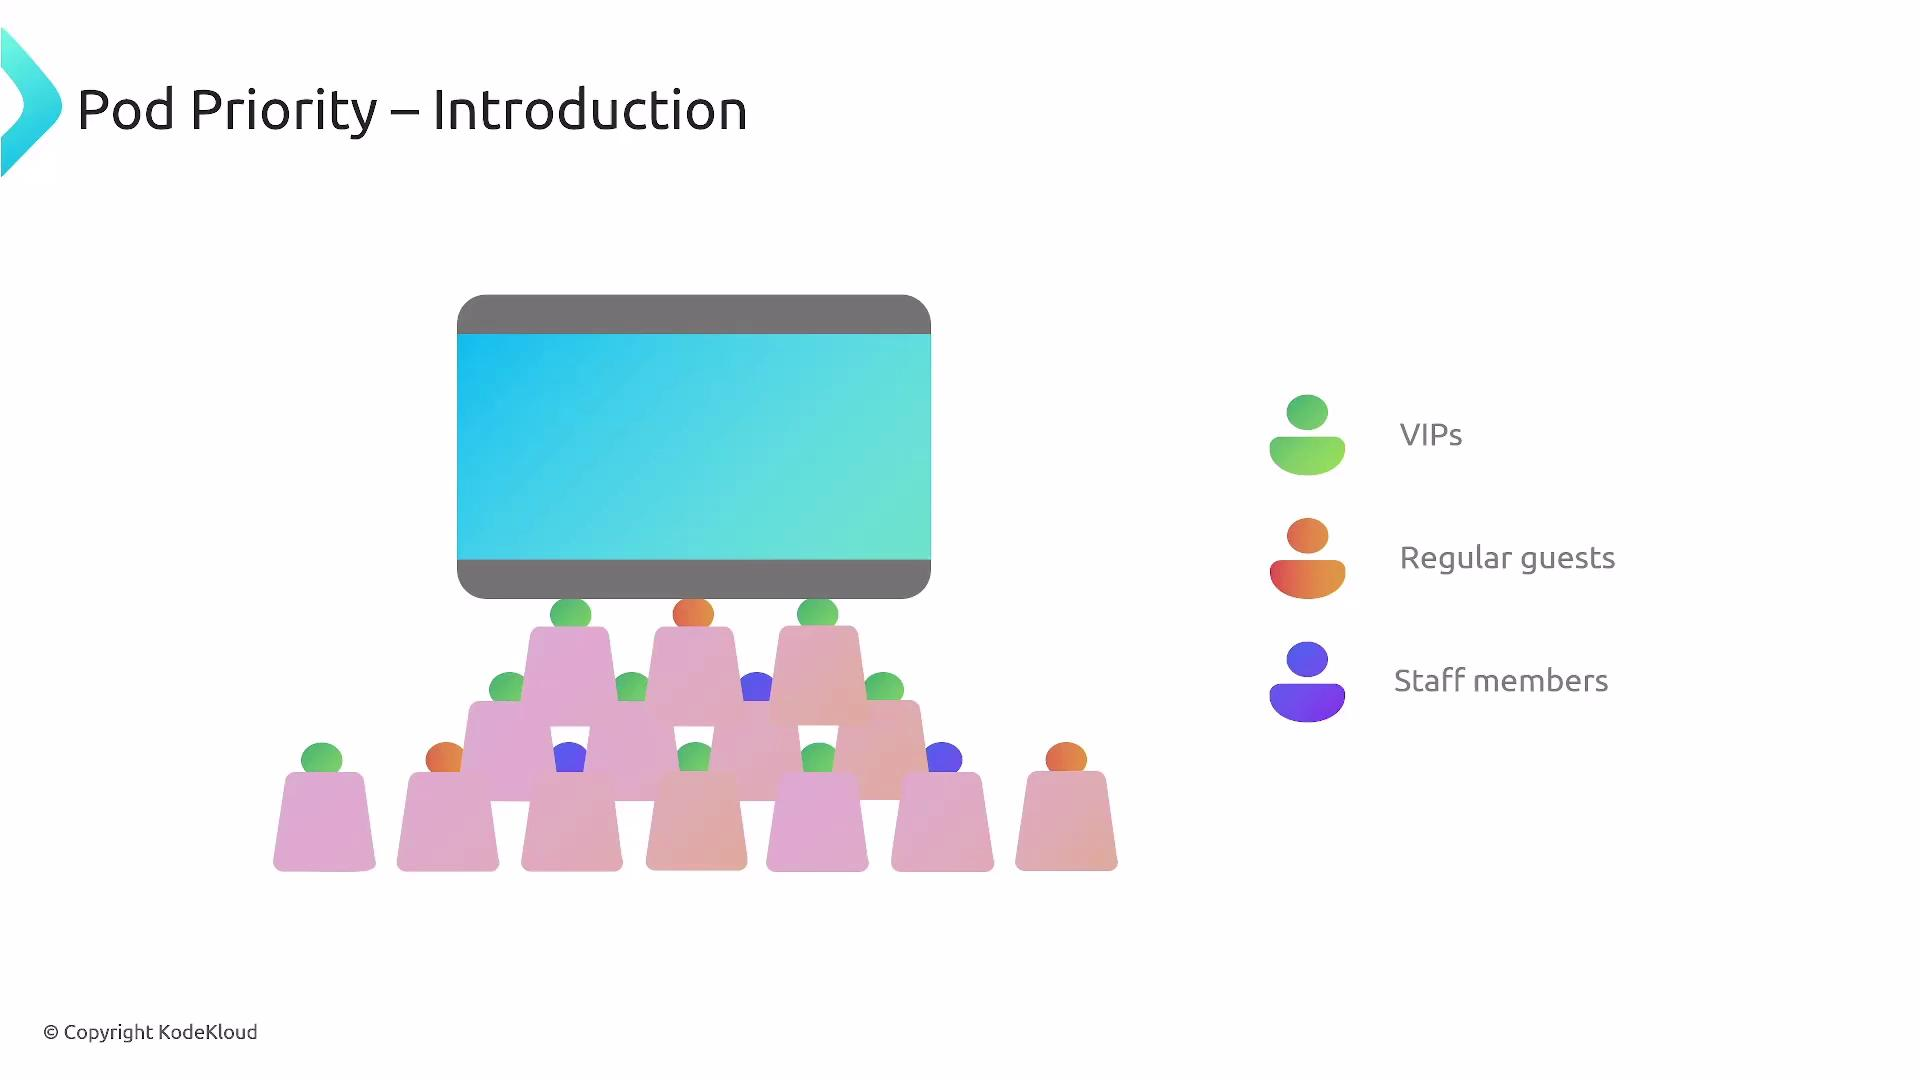 Pod Priority – Introduction
VIPs
Regular guests
Staff members
© Copyright KodeKloud